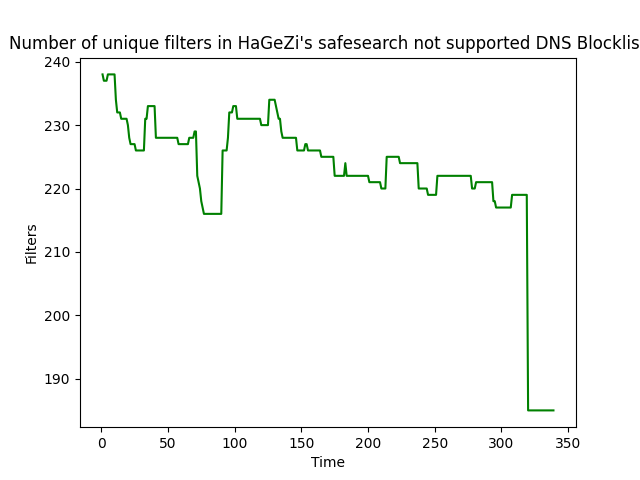 Number of unique filters in HaGeZi's safesearch not supported DNS Blocklis
240
230
220
210
200
190
Filters
0 50 100 150 200 250 300 350
Time